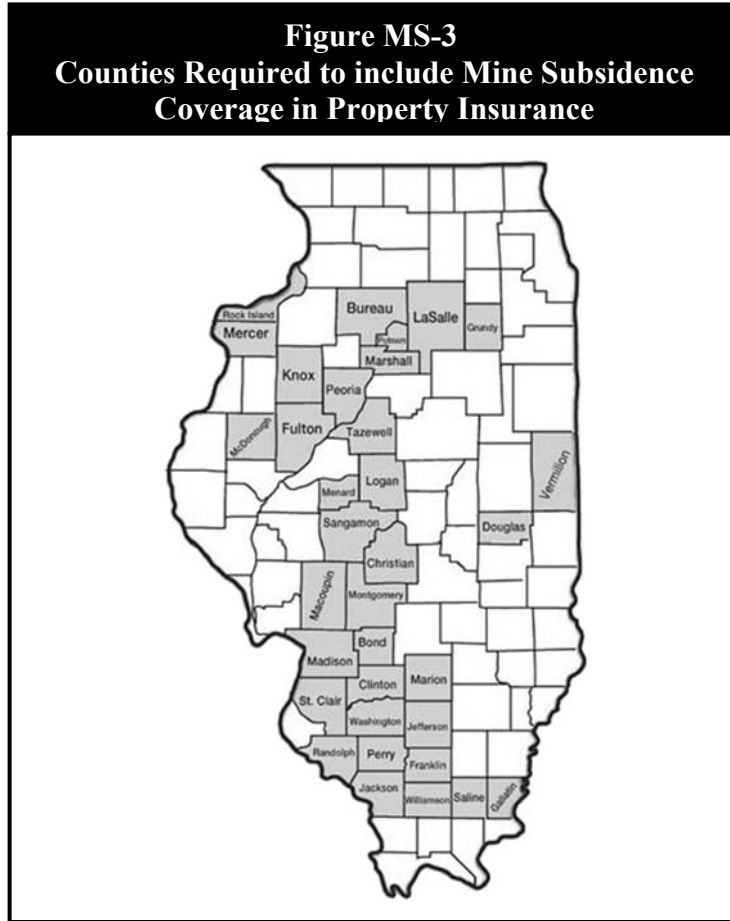 Figure MS-3
Counties Required to include Mine Subsidence
Coverage in Property Insurance
Rock Island
Mercer
Bureau
LaSalle
Putnam
Grundy
Marshall
Knox
Peoria
McDonough
Fulton
Tazewell
Vermilion
Menard
Logan
Sangamon
Douglas
Christian
Macoupin
Montgomery
Bond
Madison
Clinton
Marion
St. Clair
Washington
Jefferson
Randolph
Perry
Franklin
Jackson
Williamson
Saline
Gallatin